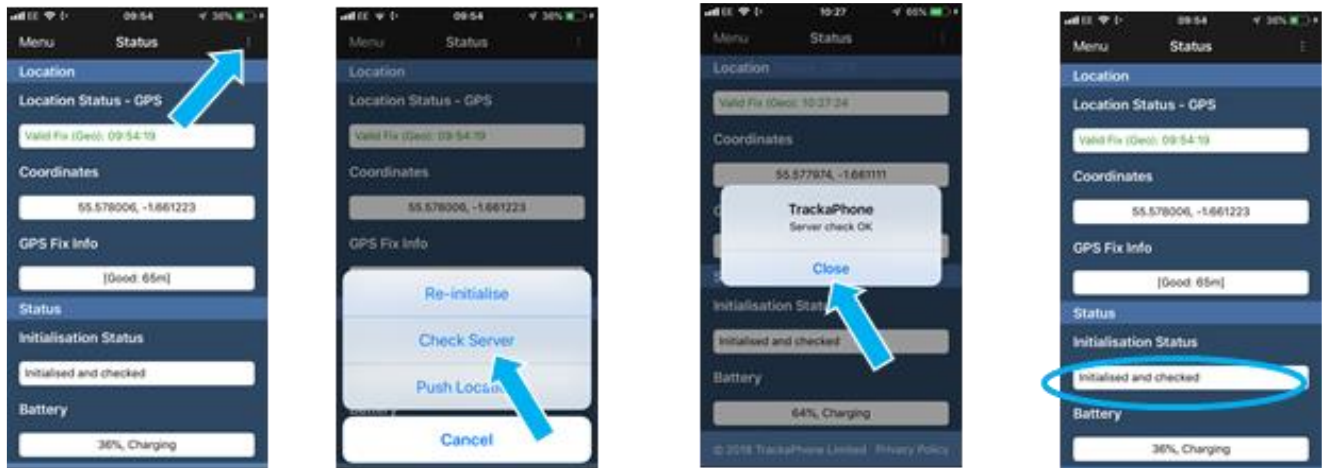 EE 09:54 36%
Menu Status
Location
Location Status - GPS
Valid Fix (Geo): 09:54:19
Coordinates
55.578006, -1.661223
GPS Fix Info
[Good: 65m]
Status
Initialisation Status
Initialised and checked
Battery
36%, Charging
EE 09:54 36%
Menu Status
Location
Location Status - GPS
Valid Fix (Geo): 09:54:19
Coordinates
55.578006, -1.661223
GPS Fix Info
Re-initialise
Check Server
Push
Cancel
EE 10:27 65%
Menu Status
Location
Valid Fix (Geo): 10:27:24
Coordinates
55.577974, -1.661111
TrackaPhone
Server check OK
Close
Initialisation
Initialised and checked
Battery
64%, Charging
© 2018 TrackaPhone Limited Privacy Policy
EE 09:54 36%
Menu Status
Location
Location Status - GPS
Valid Fix (Geo): 09:54:19
Coordinates
55.578006, -1.661223
GPS Fix Info
[Good: 65m]
Status
Initialisation Status
Initialised and checked
Battery
36%, Charging